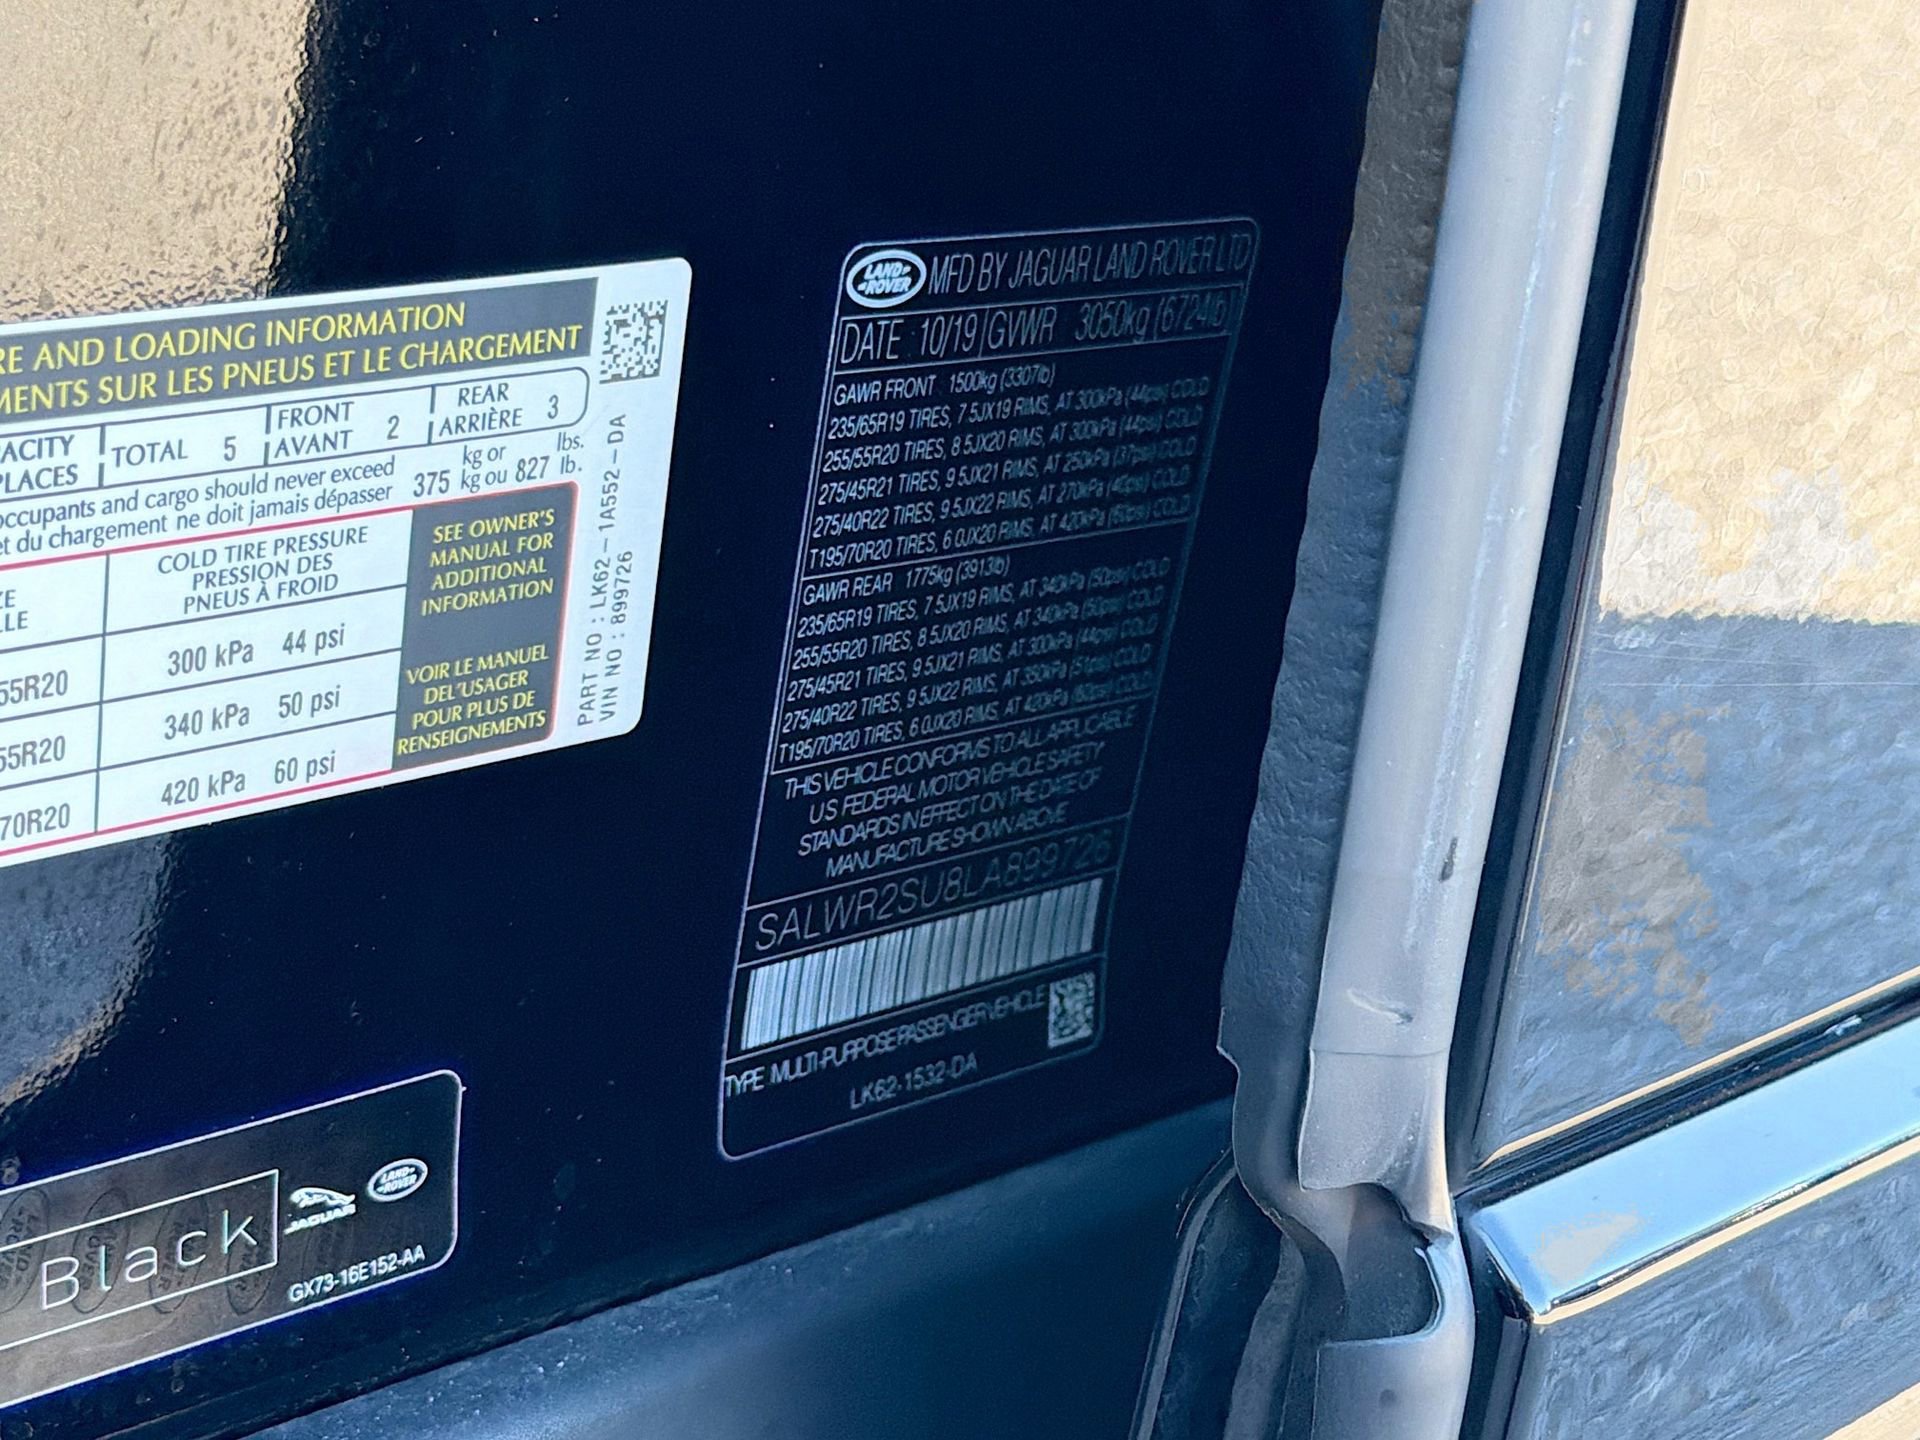 RE AND LOADING INFORMATION
MENTS SUR LES PNEUS ET LE CHARGEMENT
ACITY
PLACES
TOTAL 5
FRONT
AVANT 2
REAR
ARRIÈRE 3
occupants and cargo should never exceed
et du chargement ne doit jamais dépasser
375 kg or
kg ou 827 lbs.
lb.
ZE
LLE
COLD TIRE PRESSURE
PRESSION DES
PNEUS À FROID
55R20 300 kPa 44 psi
55R20 340 kPa 50 psi
70R20 420 kPa 60 psi
SEE OWNER'S
MANUAL FOR
ADDITIONAL
INFORMATION
VOIR LE MANUEL
DEL'USAGER
POUR PLUS DE
RENSEIGNEMENTS
PART NO : LK62 - 1A552 - DA
VIN NO : 899726
LAND ROVER
MFD BY JAGUAR LAND ROVER LTD
DATE : 10/19 GVWR 3050kg (6724lb)
GAWR FRONT : 1500kg (3307lb)
235/65R19 TIRES, 7.5JX19 RIMS, AT 300kPa (44psi) COLD
255/55R20 TIRES, 8.5JX20 RIMS, AT 300kPa (44psi) COLD
275/45R21 TIRES, 9.5JX21 RIMS, AT 250kPa (37psi) COLD
275/40R22 TIRES, 9.5JX22 RIMS, AT 270kPa (40psi) COLD
T195/70R20 TIRES, 6.0JX20 RIMS, AT 420kPa (60psi) COLD
GAWR REAR : 1775kg (3913lb)
235/65R19 TIRES, 7.5JX19 RIMS, AT 340kPa (50psi) COLD
255/55R20 TIRES, 8.5JX20 RIMS, AT 340kPa (50psi) COLD
275/45R21 TIRES, 9.5JX21 RIMS, AT 300kPa (44psi) COLD
275/40R22 TIRES, 9.5JX22 RIMS, AT 350kPa (51psi) COLD
T195/70R20 TIRES, 6.0JX20 RIMS, AT 420kPa (60psi) COLD
THIS VEHICLE CONFORMS TO ALL APPLICABLE
US FEDERAL MOTOR VEHICLE SAFETY
STANDARDS IN EFFECT ON THE DATE OF
MANUFACTURE SHOWN ABOVE
SALWR2SU8LA899726
TYPE MULTI-PURPOSE PASSENGER VEHICLE
LK62-1532-DA
Black
JAGUAR
LAND ROVER
GX73-16E152-AA